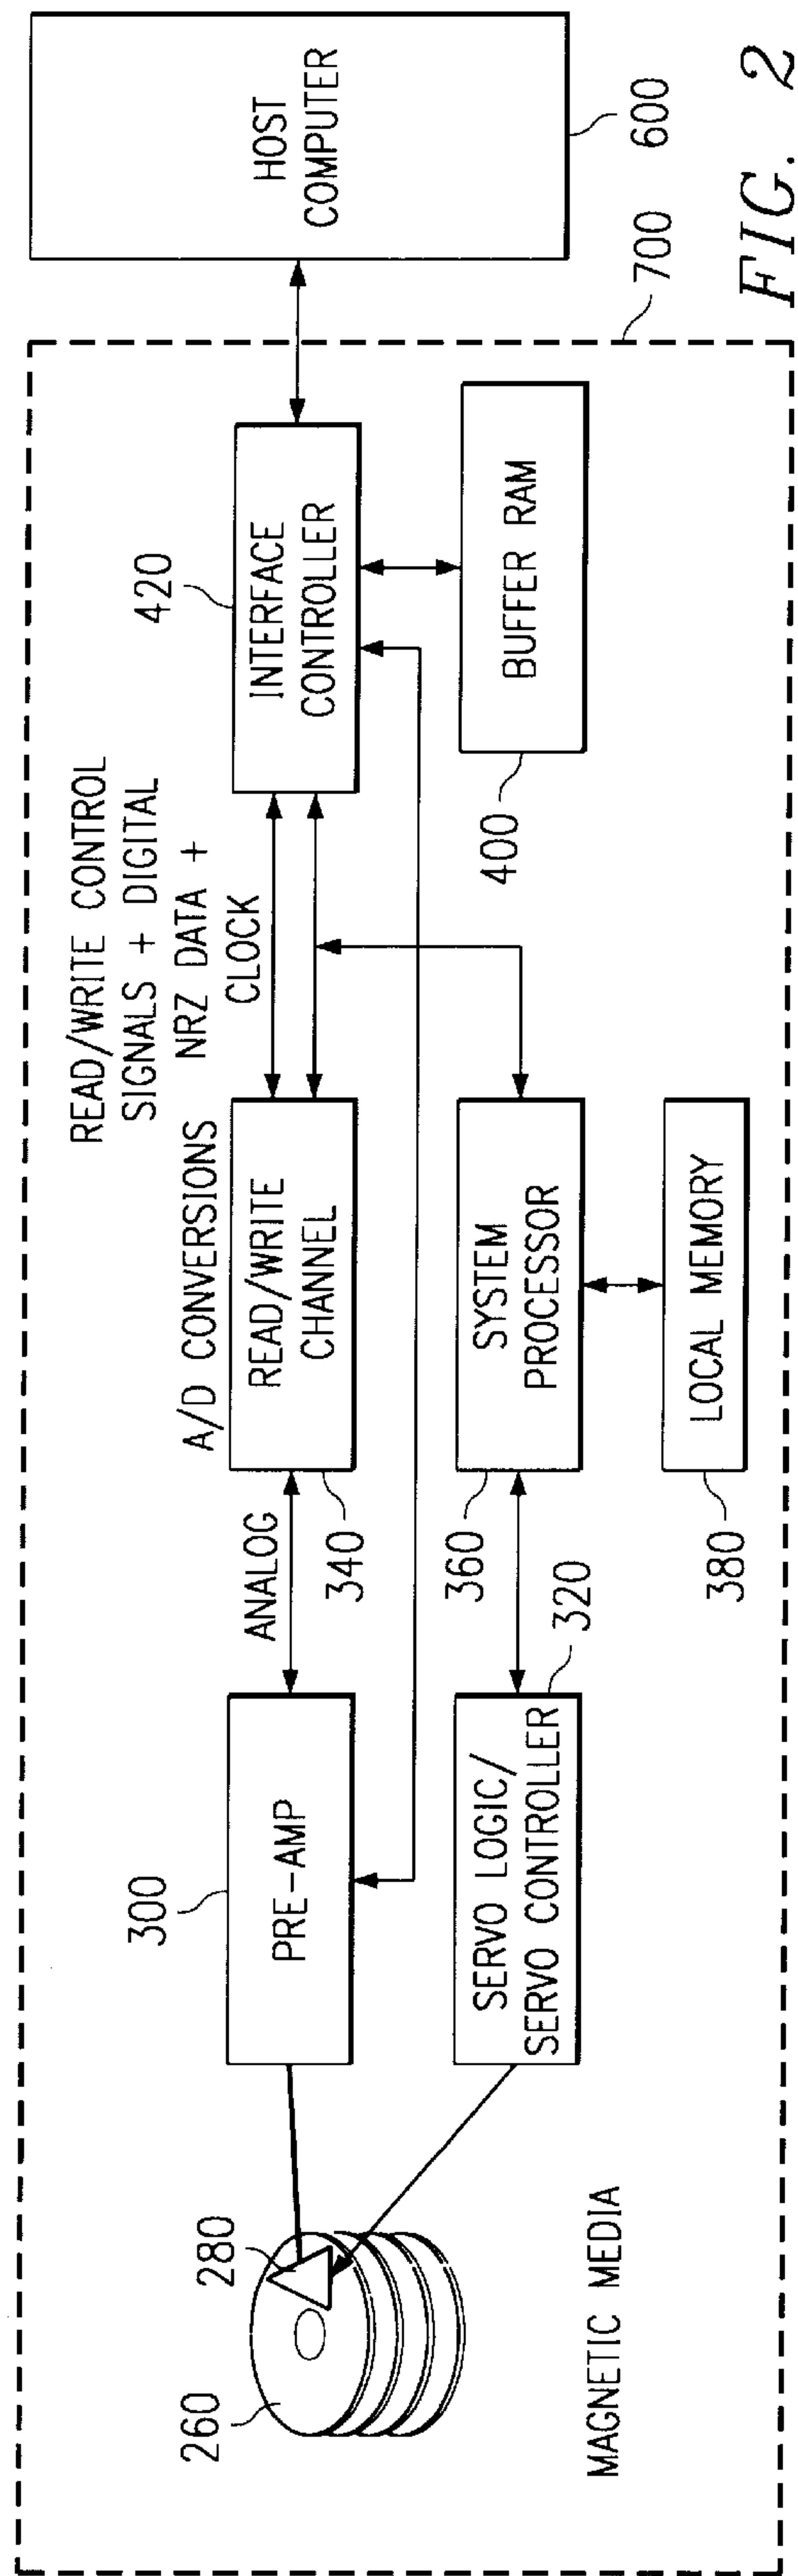 MAGNETIC MEDIA
260
280
300
PRE-AMP
SERVO LOGIC/
SERVO CONTROLLER
320
ANALOG
A/D CONVERSIONS
READ/WRITE
CHANNEL
340
360
SYSTEM
PROCESSOR
LOCAL MEMORY
380
READ/WRITE CONTROL
SIGNALS + DIGITAL
NRZ DATA +
CLOCK
420
INTERFACE
CONTROLLER
400
BUFFER RAM
HOST
COMPUTER
600
700
FIG. 2